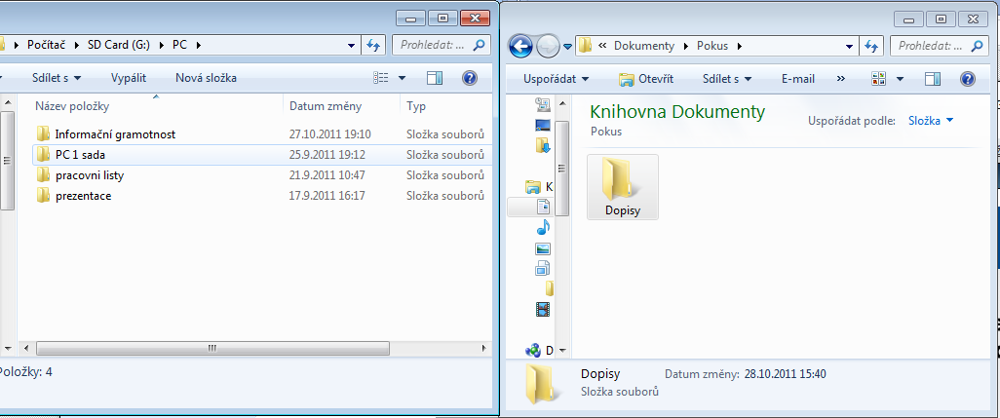 Počítač ▸ SD Card (G:) ▸ PC ▸
Prohledat: ...
Sdílet s
Vypálit
Nová složka
Název položky
Datum změny
Typ
Informační gramotnost 27.10.2011 19:10 Složka souborů
PC 1 sada 25.9.2011 19:12 Složka souborů
pracovni listy 21.9.2011 10:47 Složka souborů
prezentace 17.9.2011 16:17 Složka souborů
Položky: 4
« Dokumenty ▸ Pokus ▸
Prohledat: ...
Uspořádat
Otevřít
Sdílet s
E-mail
»
Knihovna Dokumenty
Pokus
Uspořádat podle: Složka
K
D
Dopisy
Dopisy Datum změny: 28.10.2011 15:40
Složka souborů